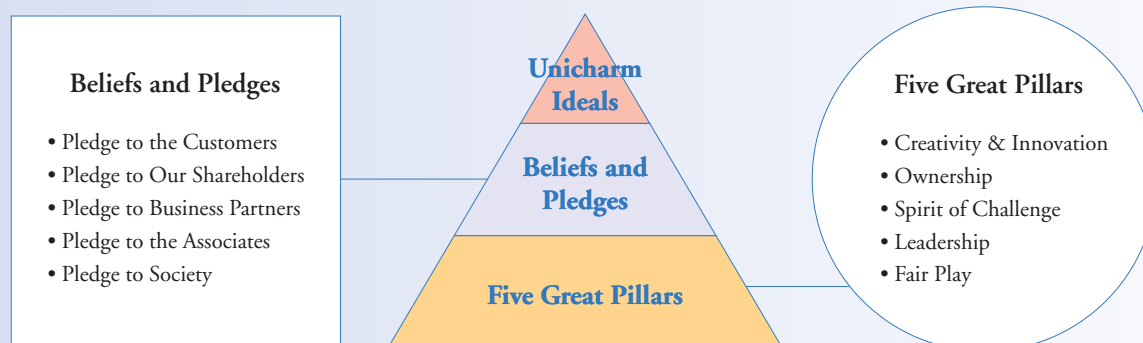 Beliefs and Pledges
• Pledge to the Customers
• Pledge to Our Shareholders
• Pledge to Business Partners
• Pledge to the Associates
• Pledge to Society
Unicharm
Ideals
Beliefs and
Pledges
Five Great Pillars
Five Great Pillars
• Creativity & Innovation
• Ownership
• Spirit of Challenge
• Leadership
• Fair Play